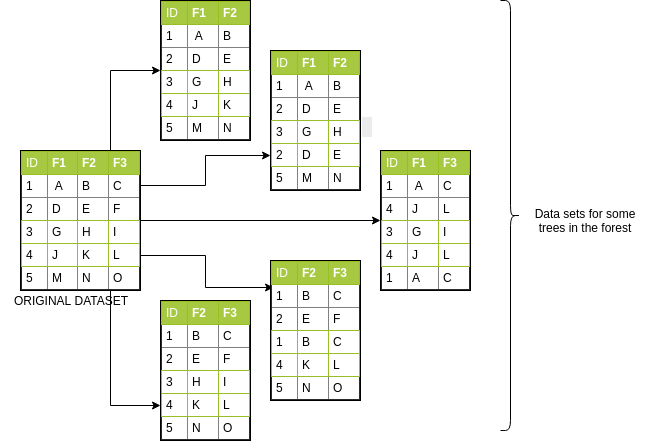 ID F1 F2
1 A B
2 D E
3 G H
4 J K
5 M N
ID F1 F2
1 A B
2 D E
3 G H
2 D E
5 M N
ID F1 F2 F3
1 A B C
2 D E F
3 G H I
4 J K L
5 M N O
ORIGINAL DATASET
ID F1 F3
1 A C
4 J L
3 G I
4 J L
1 A C
Data sets for some
trees in the forest
ID F2 F3
1 B C
2 E F
1 B C
4 K L
5 N O
ID F2 F3
1 B C
2 E F
3 H I
4 K L
5 N O